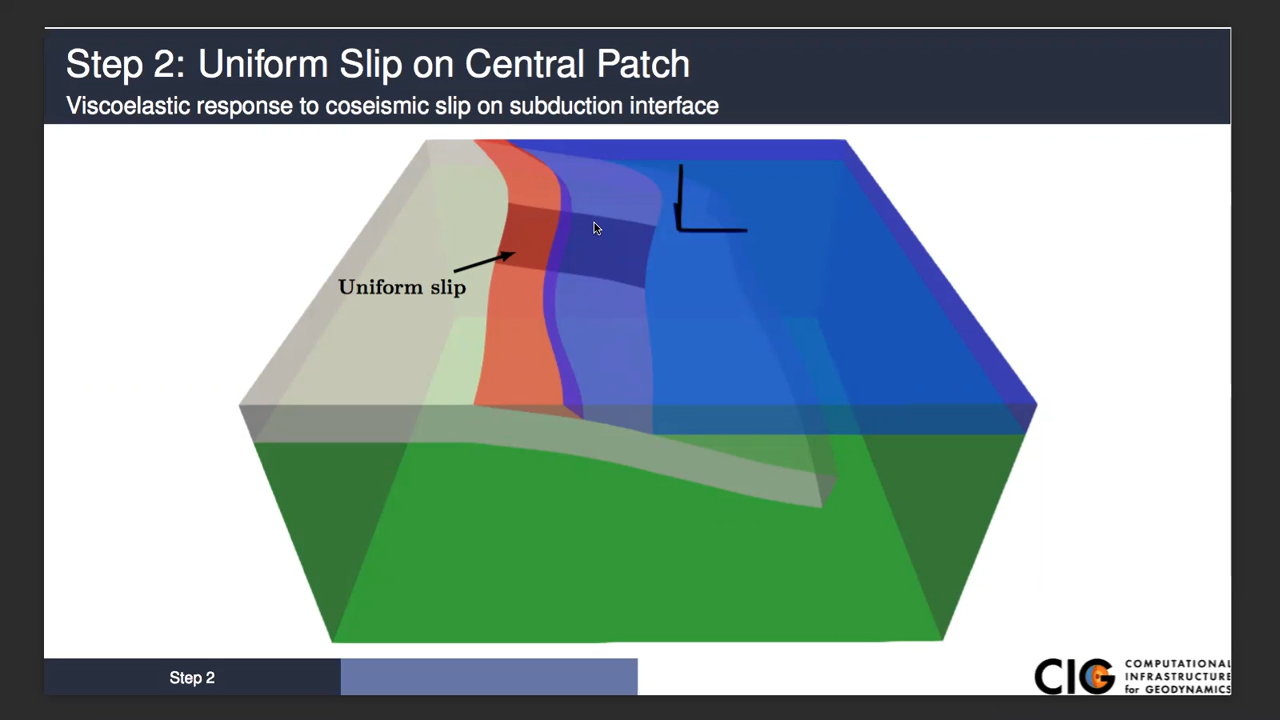 Step 2: Uniform Slip on Central Patch
Viscoelastic response to coseismic slip on subduction interface
Uniform slip
Step 2
CIG
COMPUTATIONAL
INFRASTRUCTURE
for GEODYNAMICS